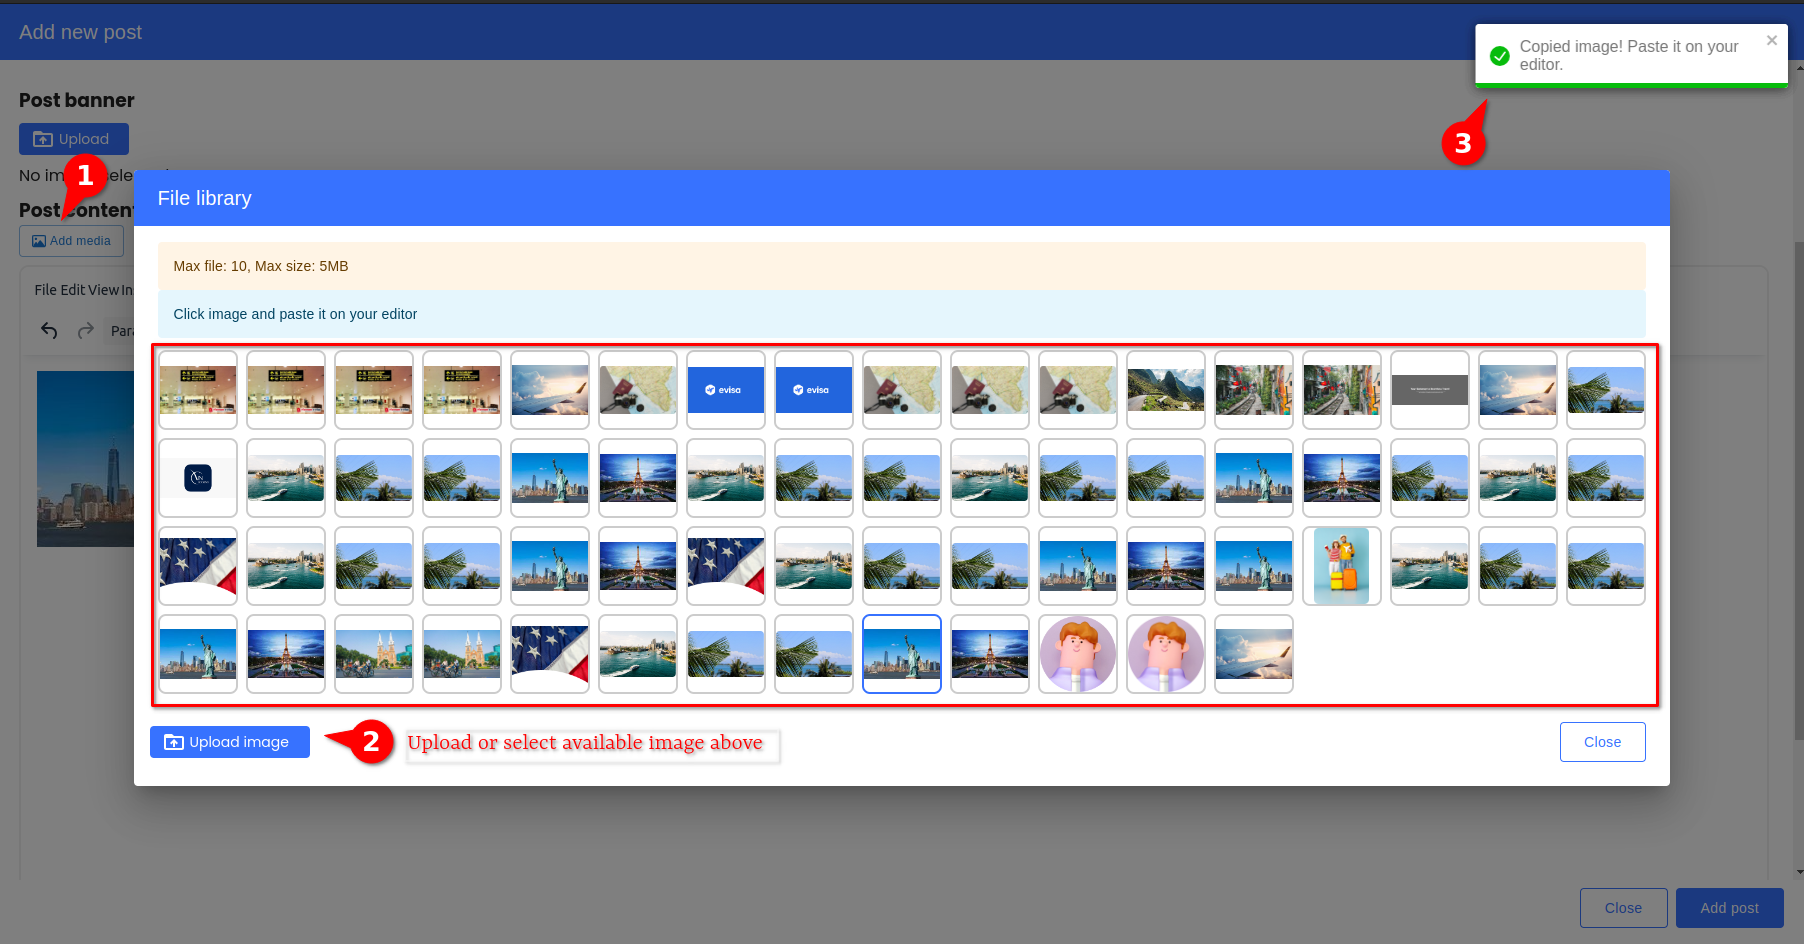 Add new post
Copied image! Paste it on your
editor.
Post banner
Upload
3
No im
1
sele
Post content
Add media
File library
Max file: 10, Max size: 5MB
Click image and paste it on your editor
File Edit View In
Para
evisa
evisa
Upload image
2
Upload or select available image above
Close
Close
Add post